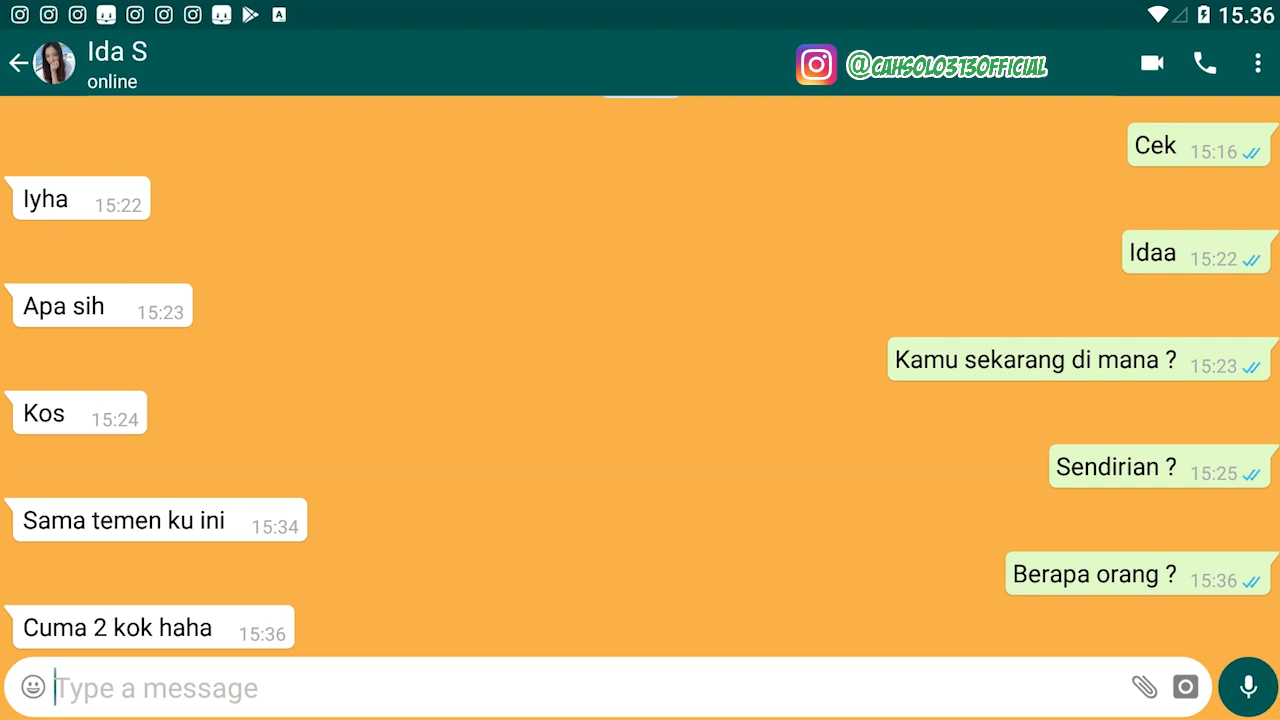 15.36
Ida S
online
@CAHSOLO313OFFICIAL
Cek 15:16
Iyha 15:22
Idaa 15:22
Apa sih 15:23
Kamu sekarang di mana ? 15:23
Kos 15:24
Sendirian ? 15:25
Sama temen ku ini 15:34
Berapa orang ? 15:36
Cuma 2 kok haha 15:36
Type a message